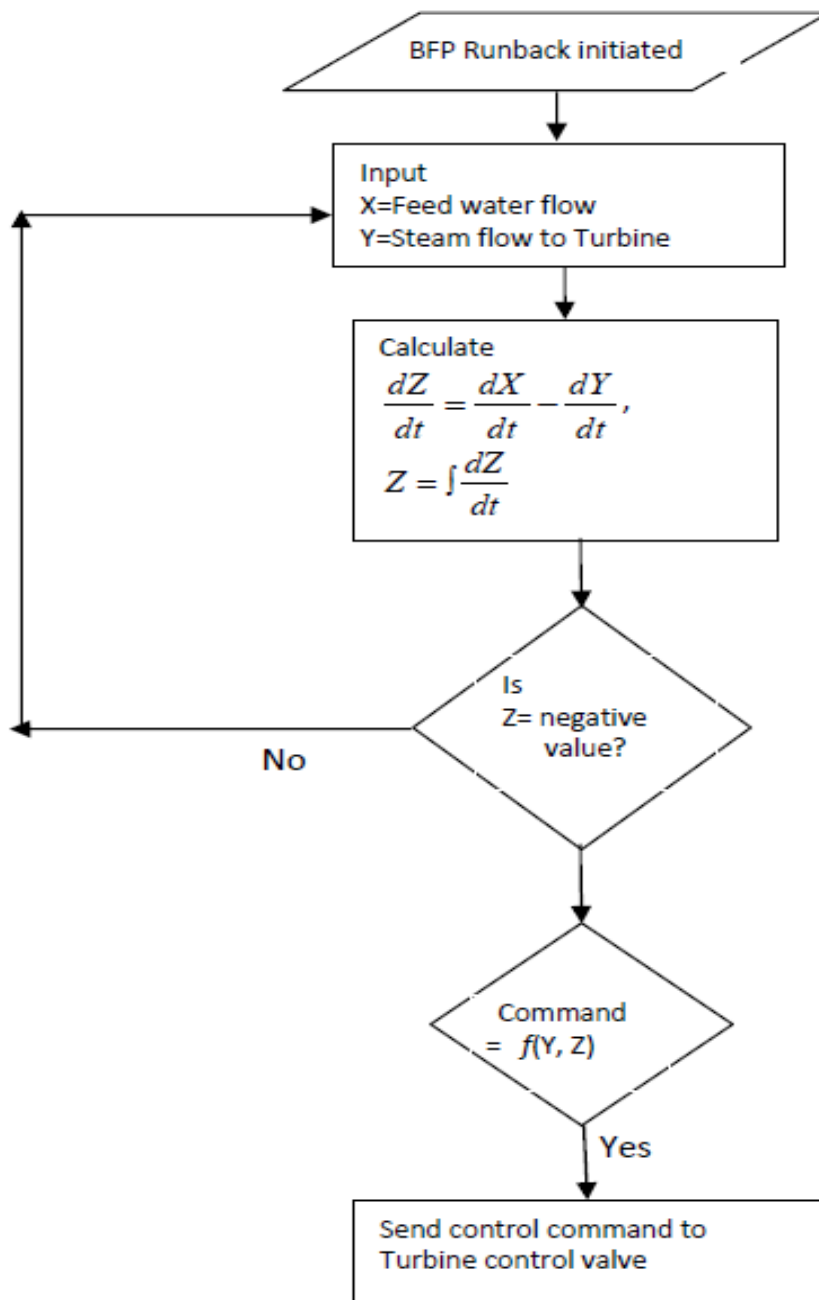 BFP Runback initiated
Input
X=Feed water flow
Y=Steam flow to Turbine
Calculate
dZ/dt = dX/dt − dY/dt ,
Z = ∫ dZ/dt
Is
Z= negative
value?
No
Command
= f(Y, Z)
Yes
Send control command to
Turbine control valve